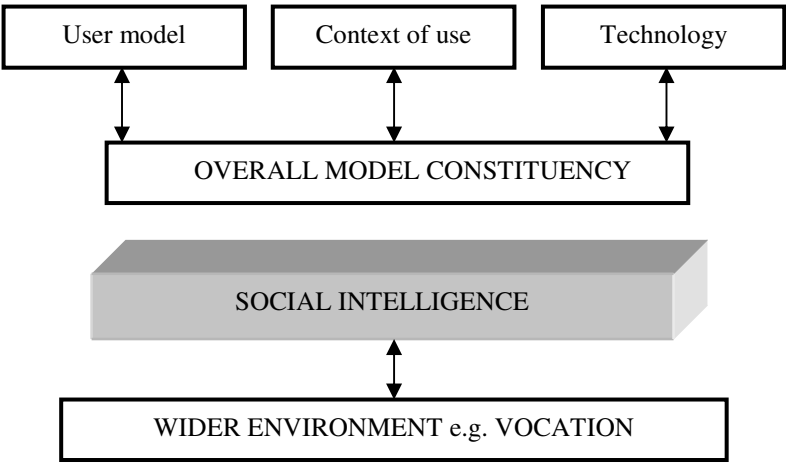 User model
Context of use
Technology
OVERALL MODEL CONSTITUENCY
SOCIAL INTELLIGENCE
WIDER ENVIRONMENT e.g. VOCATION